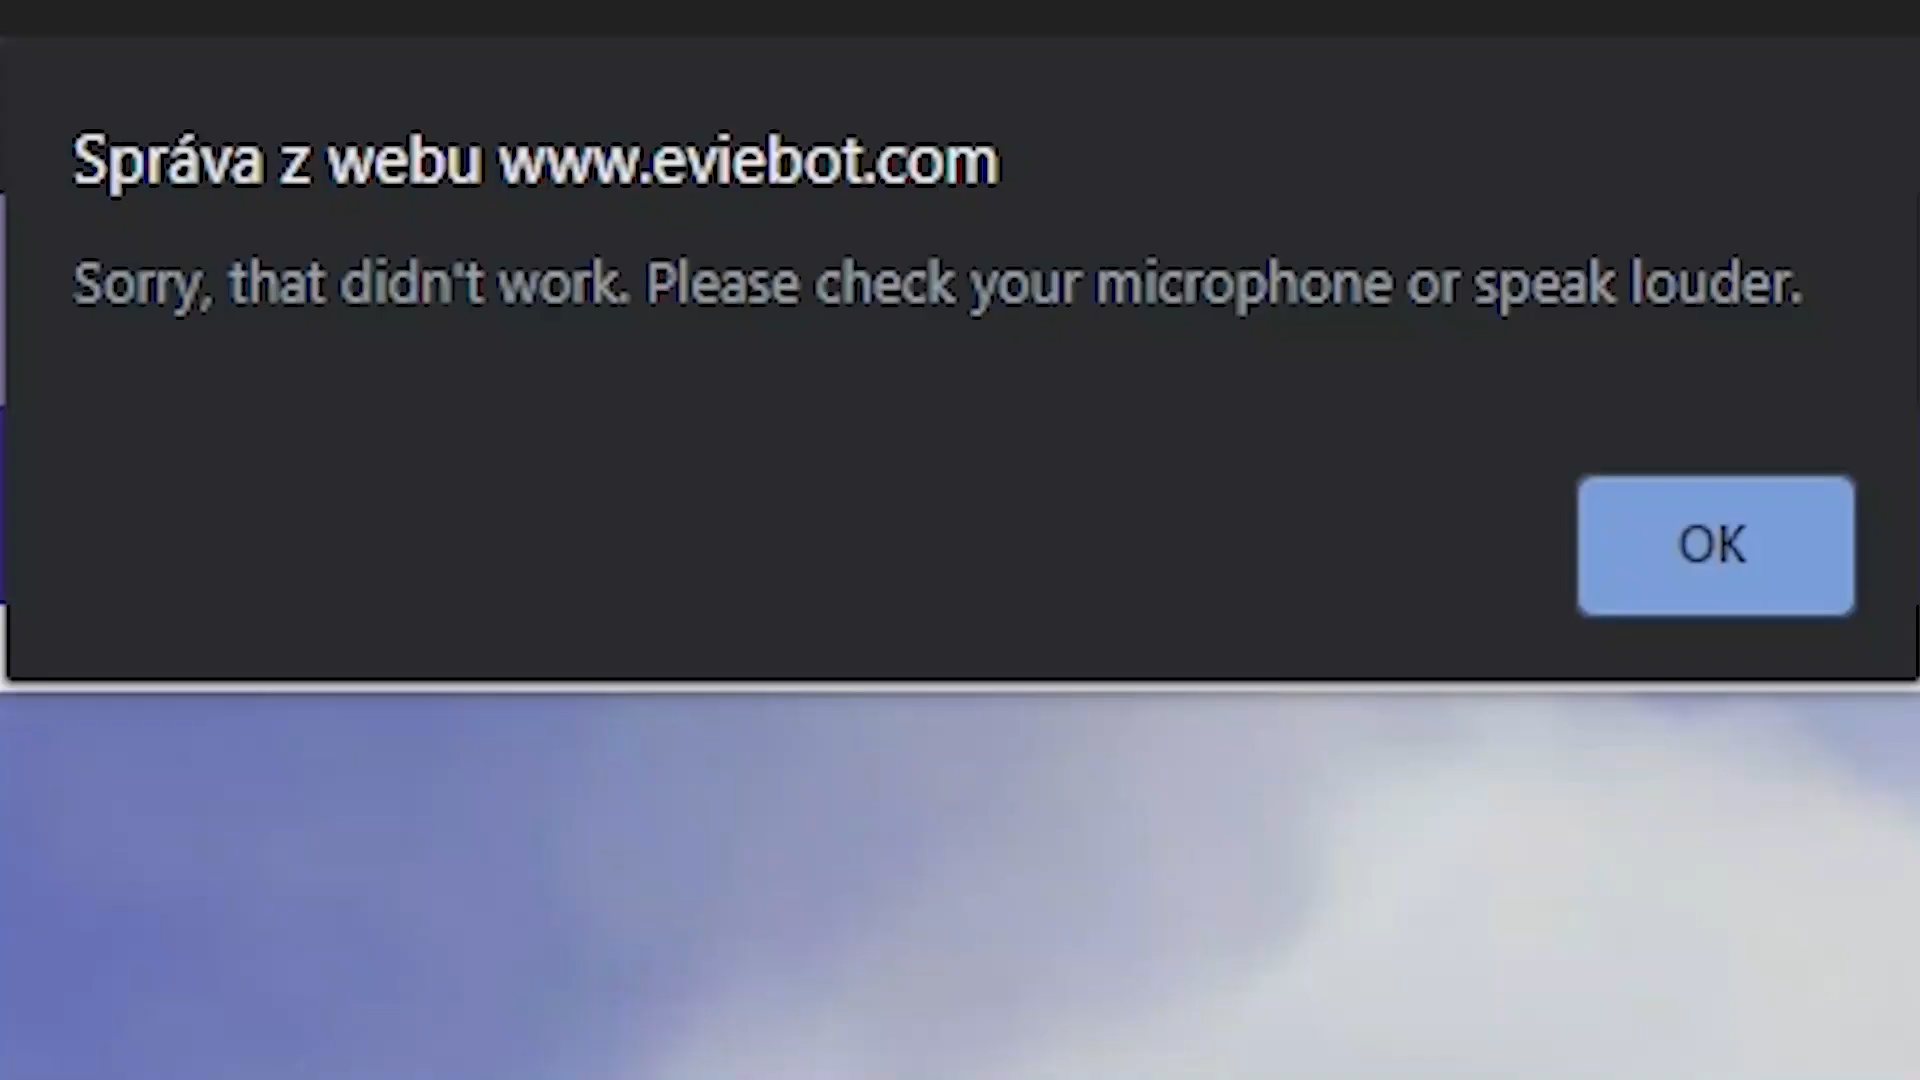 Správa z webu www.eviebot.com
Sorry, that didn't work. Please check your microphone or speak louder.
OK